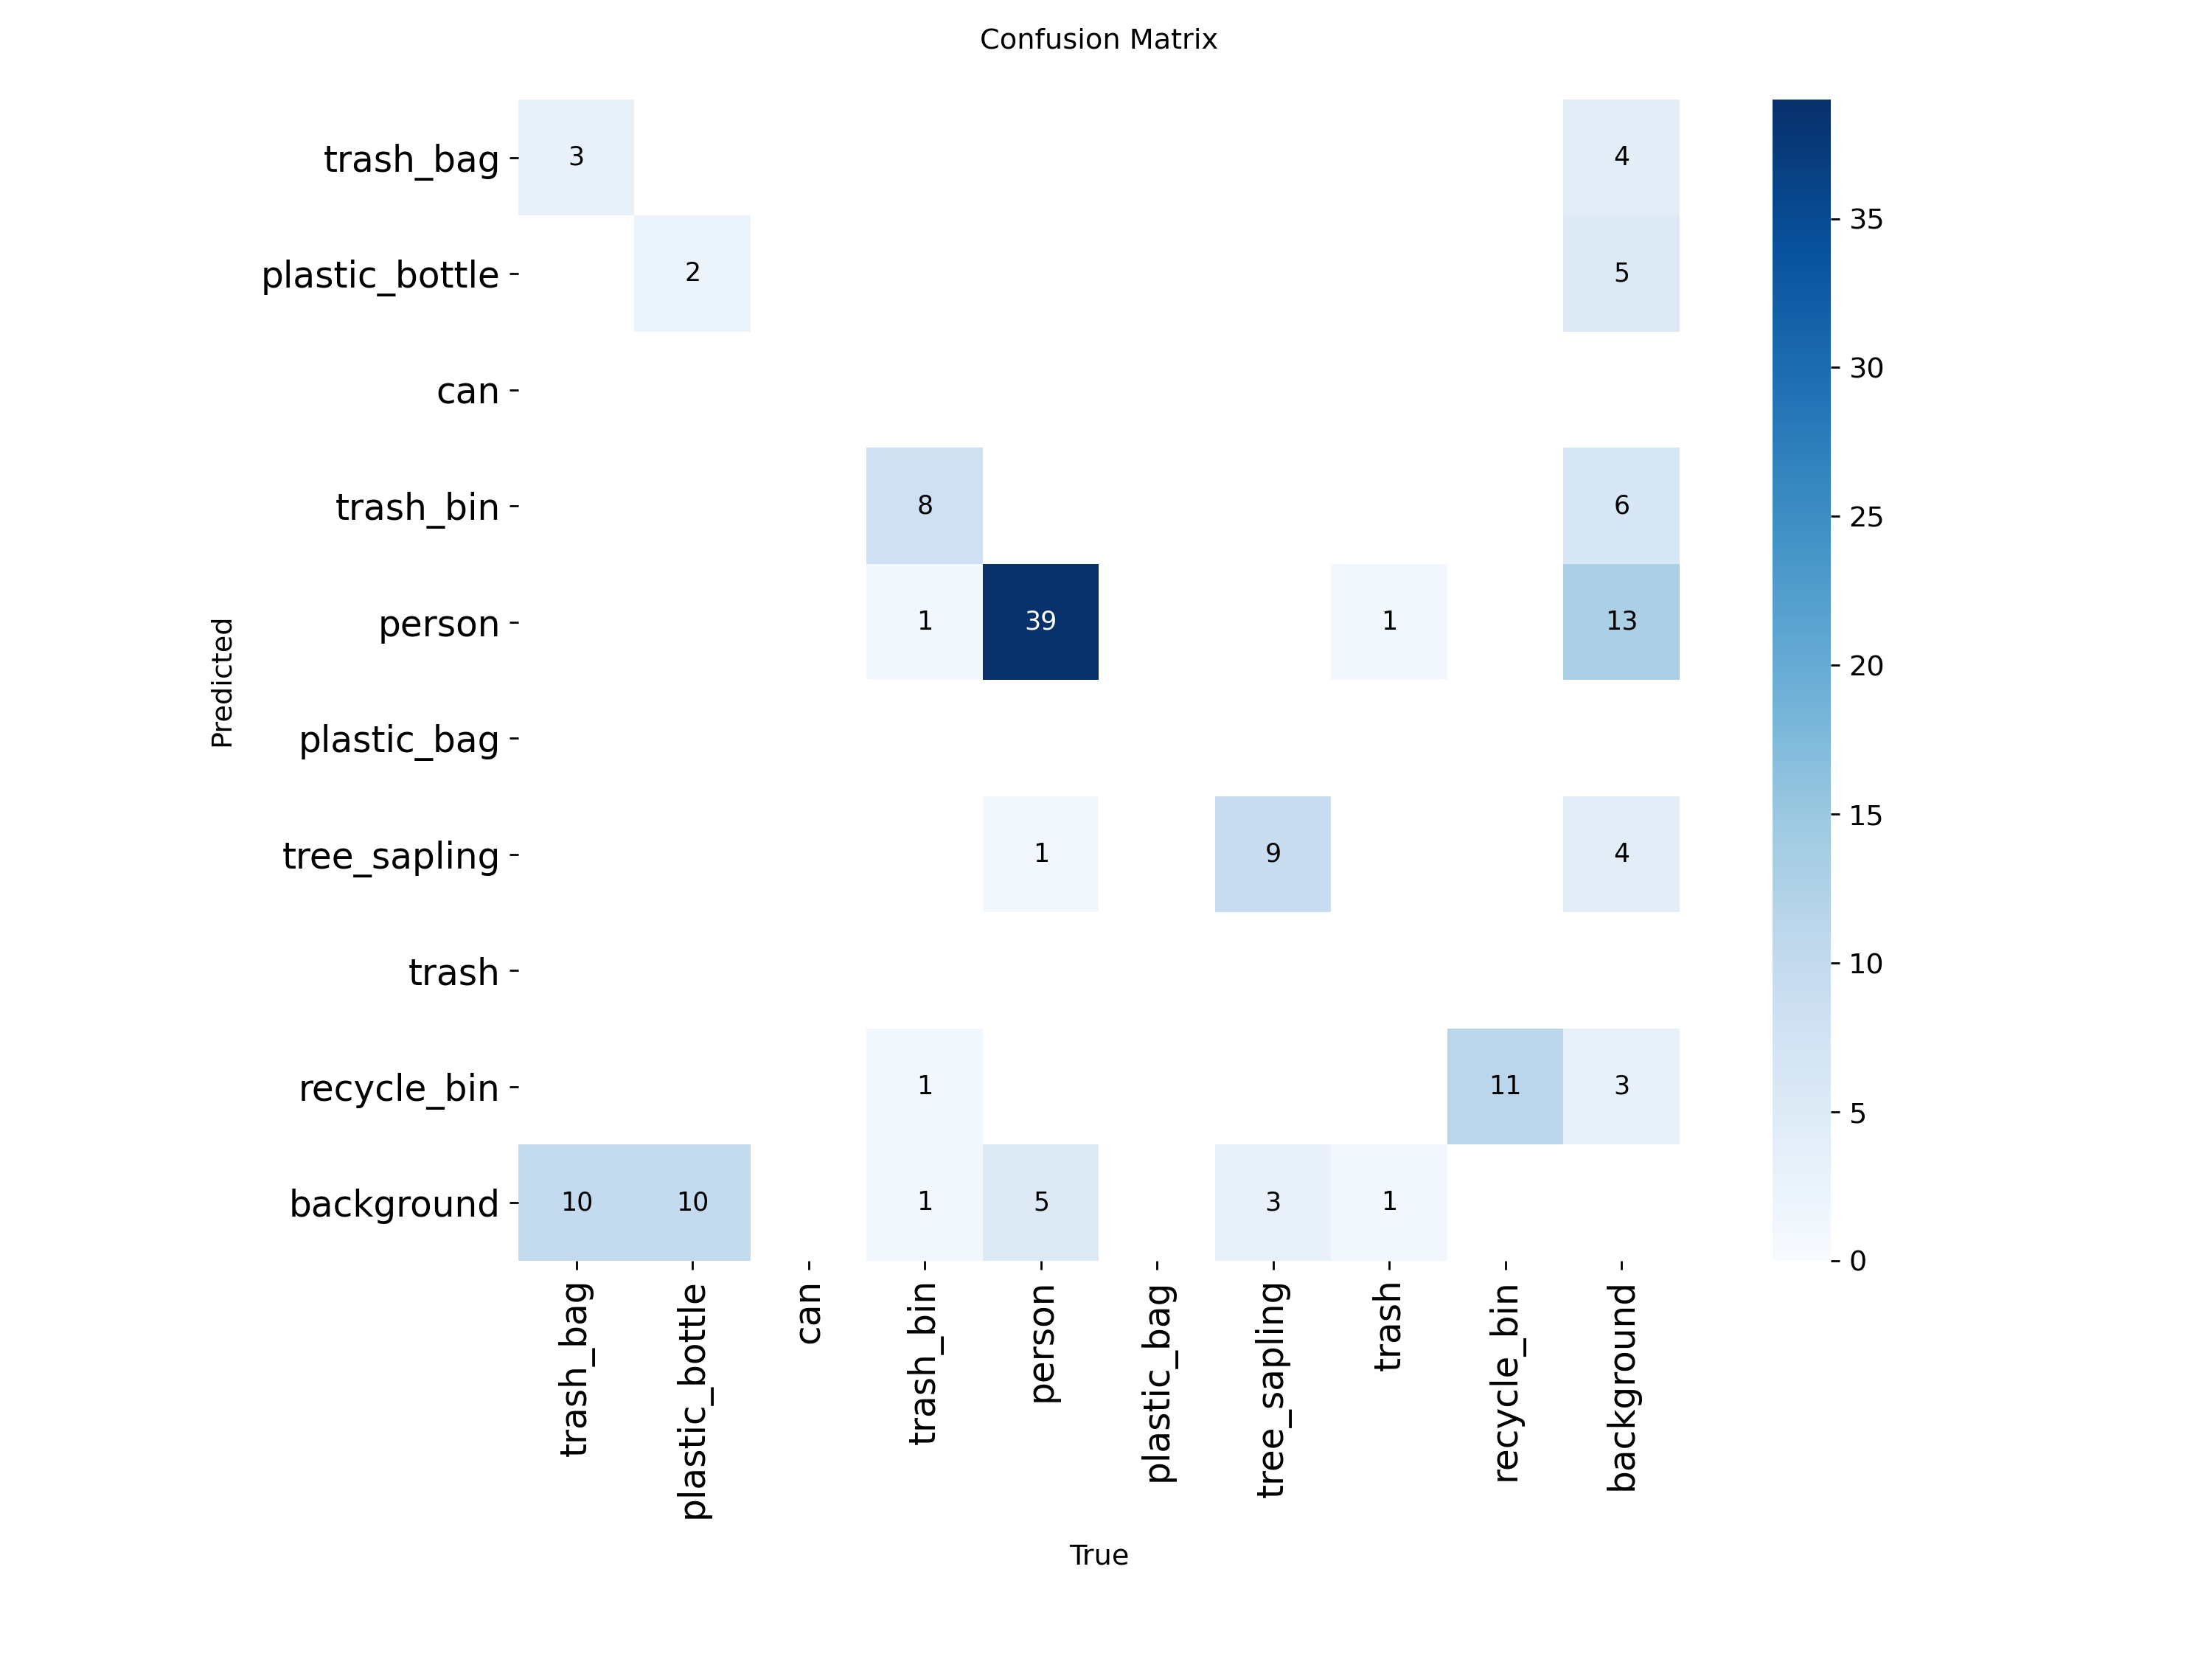 Confusion Matrix
trash_bag 3 4
35
plastic_bottle 2 5
30
can
25
trash_bin 8 6
person 1 39 1 13
20
Predicted
plastic_bag
15
tree_sapling 1 9 4
10
trash
recycle_bin 1 11 3
5
background 10 10 1 5 3 1
0
trash_bag
plastic_bottle
can
trash_bin
person
plastic_bag
tree_sapling
trash
recycle_bin
background
True